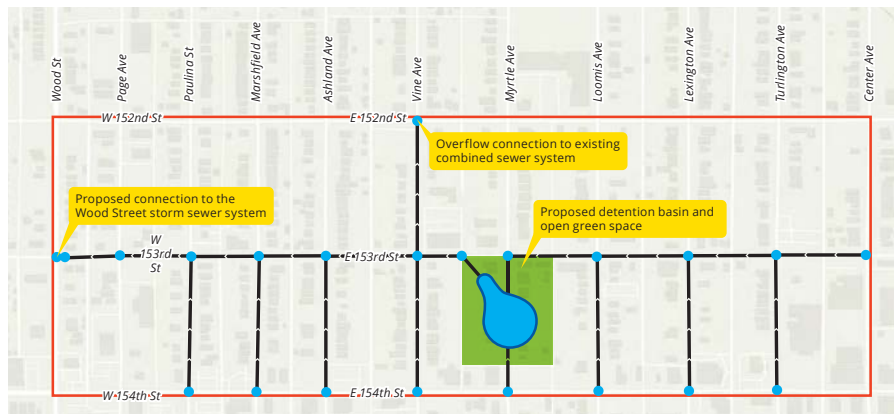 Wood St
Page Ave
Paulina St
Marshfield Ave
Ashland Ave
Vine Ave
Myrtle Ave
Loomis Ave
Lexington Ave
Turlington Ave
Center Ave
W 152nd St
E 152nd St
Overflow connection to existing
combined sewer system
Proposed connection to the
Wood Street storm sewer system
Proposed detention basin and
open green space
W
153rd
St
E 153rd St
W 154th St
E 154th St